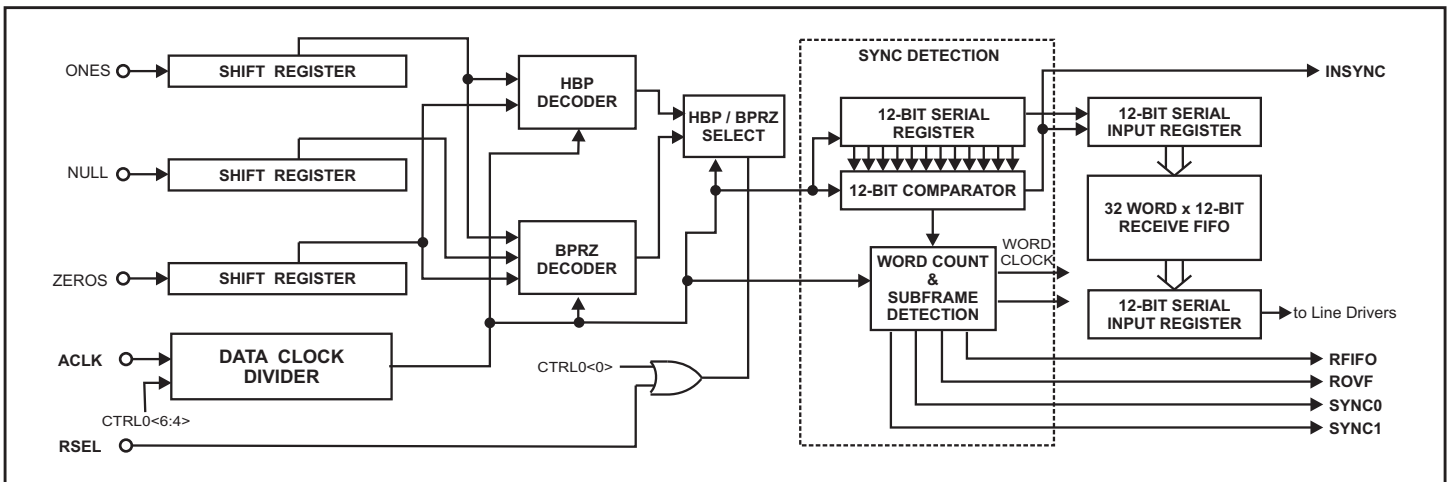 ONES
SHIFT REGISTER
NULL
SHIFT REGISTER
ZEROS
SHIFT REGISTER
ACLK
DATA CLOCK
DIVIDER
CTRL0<6:4>
RSEL
HBP
DECODER
BPRZ
DECODER
HBP / BPRZ
SELECT
CTRL0<0>
SYNC DETECTION
12-BIT SERIAL
REGISTER
12-BIT COMPARATOR
WORD COUNT
&
SUBFRAME
DETECTION
WORD
CLOCK
INSYNC
12-BIT SERIAL
INPUT REGISTER
32 WORD x 12-BIT
RECEIVE FIFO
12-BIT SERIAL
INPUT REGISTER
to Line Drivers
RFIFO
ROVF
SYNC0
SYNC1